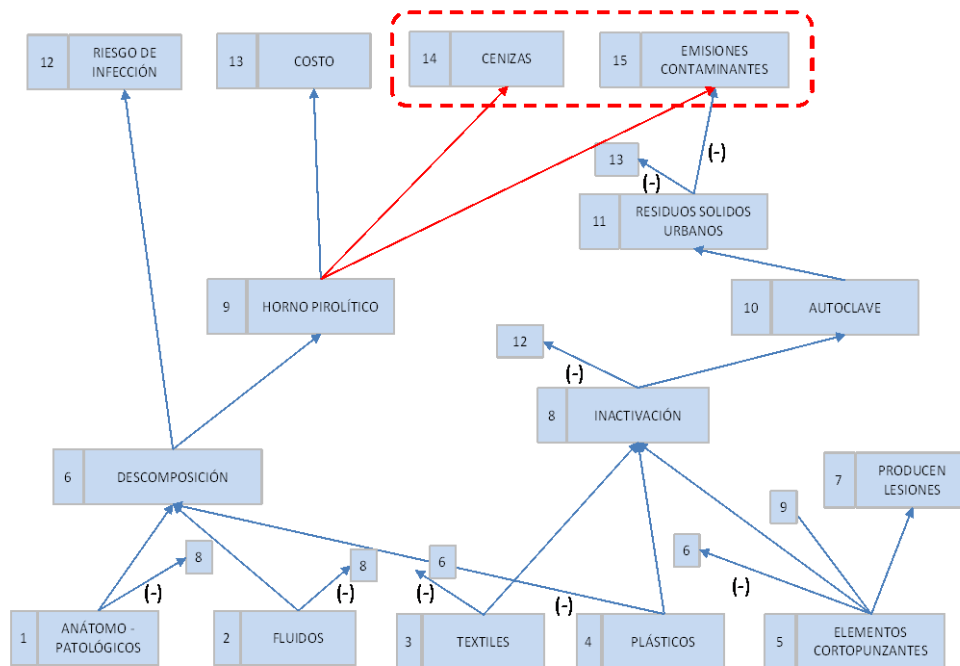 12 RIESGO DE
INFECCIÓN
13 COSTO
14 CENIZAS
15 EMISIONES
CONTAMINANTES
(-)
13
(-)
11 RESIDUOS SOLIDOS
URBANOS
9 HORNO PIROLÍTICO
10 AUTOCLAVE
12
(-)
8 INACTIVACIÓN
6 DESCOMPOSICIÓN
7 PRODUCEN
LESIONES
9
8
8
6
6
(-)
(-)
(-)
(-)
(-)
1 ANÁTOMO -
PATOLÓGICOS
2 FLUIDOS
3 TEXTILES
4 PLÁSTICOS
5 ELEMENTOS
CORTOPUNZANTES